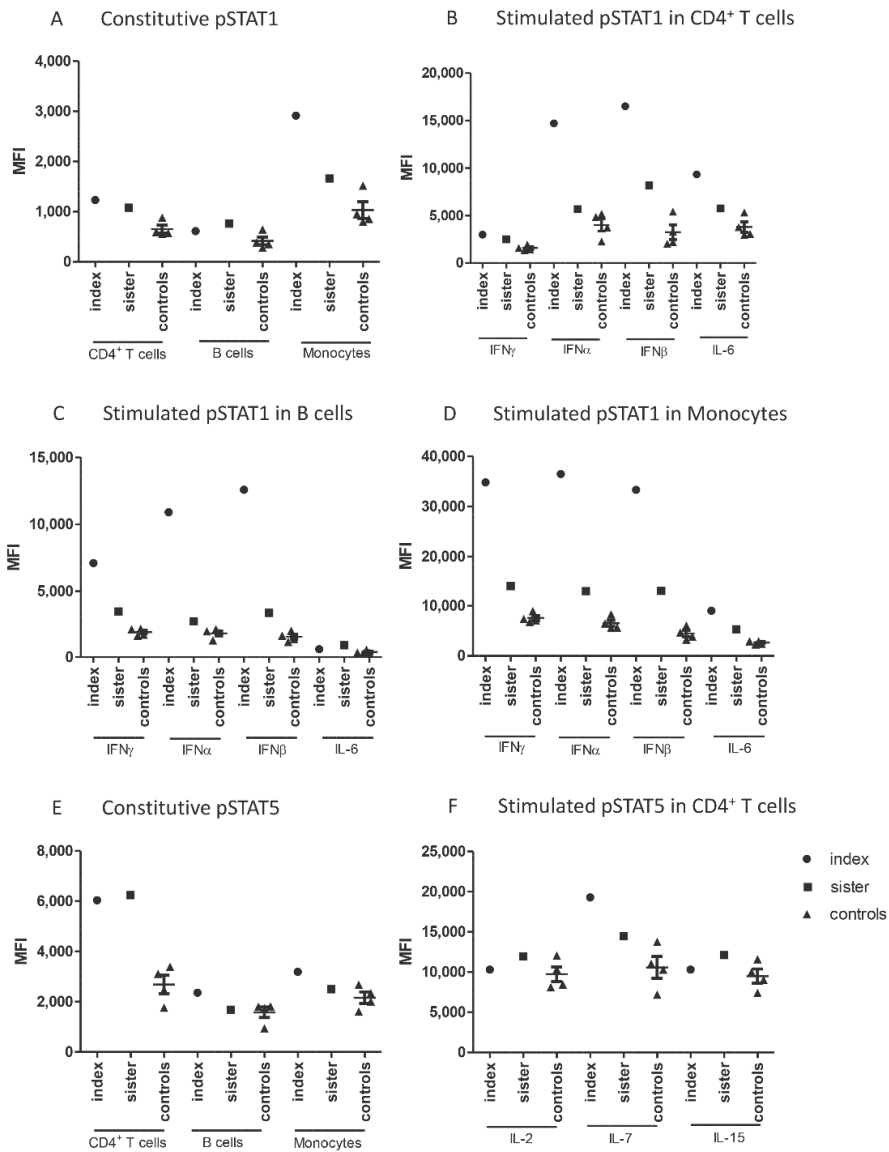 A Constitutive pSTAT1
4,000
3,000
2,000
1,000
0
MFI
index sister controls index sister controls index sister controls
CD4⁺ T cells B cells Monocytes
B Stimulated pSTAT1 in CD4⁺ T cells
20,000
15,000
10,000
5,000
0
MFI
index sister controls index sister controls index sister controls index sister controls
IFNγ IFNα IFNβ IL-6
C Stimulated pSTAT1 in B cells
15,000
10,000
5,000
0
MFI
index sister controls index sister controls index sister controls index sister controls
IFNγ IFNα IFNβ IL-6
D Stimulated pSTAT1 in Monocytes
40,000
30,000
20,000
10,000
0
MFI
index sister controls index sister controls index sister controls index sister controls
IFNγ IFNα IFNβ IL-6
E Constitutive pSTAT5
8,000
6,000
4,000
2,000
0
MFI
index sister controls index sister controls index sister controls
CD4⁺ T cells B cells Monocytes
F Stimulated pSTAT5 in CD4⁺ T cells
25,000
20,000
15,000
10,000
5,000
0
MFI
index sister controls index sister controls index sister controls
IL-2 IL-7 IL-15
index
sister
controls